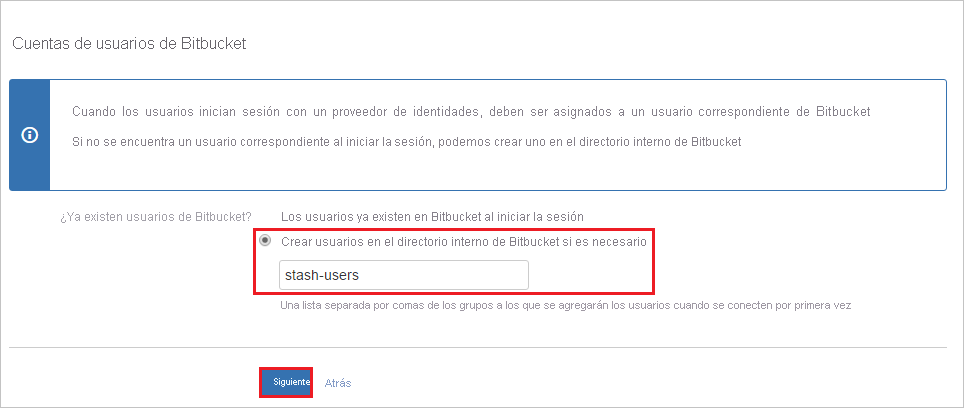 Cuentas de usuarios de Bitbucket
Cuando los usuarios inician sesión con un proveedor de identidades, deben ser asignados a un usuario correspondiente de Bitbucket
Si no se encuentra un usuario correspondiente al iniciar la sesión, podemos crear uno en el directorio interno de Bitbucket
¿Ya existen usuarios de Bitbucket? Los usuarios ya existen en Bitbucket al iniciar la sesión
Crear usuarios en el directorio interno de Bitbucket si es necesario
stash-users
Una lista separada por comas de los grupos a los que se agregarán los usuarios cuando se conecten por primera vez
Siguiente Atrás